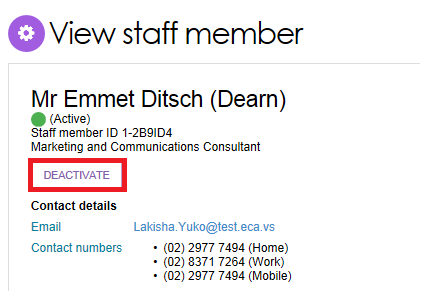 View staff member
Mr Emmet Ditsch (Dearn)
(Active)
Staff member ID 1-2B9ID4
Marketing and Communications Consultant
DEACTIVATE
Contact details
Email Lakisha.Yuko@test.eca.vs
Contact numbers • (02) 2977 7494 (Home)
• (02) 8371 7264 (Work)
• (02) 2977 7494 (Mobile)